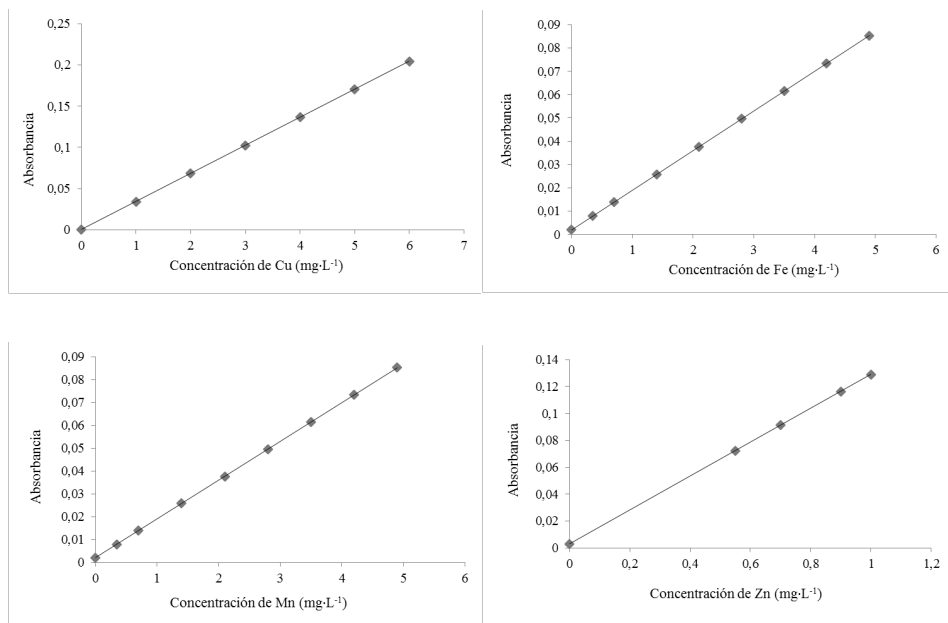 0,25
0,2
0,15
0,1
0,05
0
0 1 2 3 4 5 6 7
Absorbancia
Concentración de Cu (mg·L-1)
0,09
0,08
0,07
0,06
0,05
0,04
0,03
0,02
0,01
0
0 1 2 3 4 5 6
Absorbancia
Concentración de Fe (mg·L-1)
0,09
0,08
0,07
0,06
0,05
0,04
0,03
0,02
0,01
0
0 1 2 3 4 5 6
Absorbancia
Concentración de Mn (mg·L-1)
0,14
0,12
0,1
0,08
0,06
0,04
0,02
0
0 0,2 0,4 0,6 0,8 1 1,2
Absorbancia
Concentración de Zn (mg·L-1)